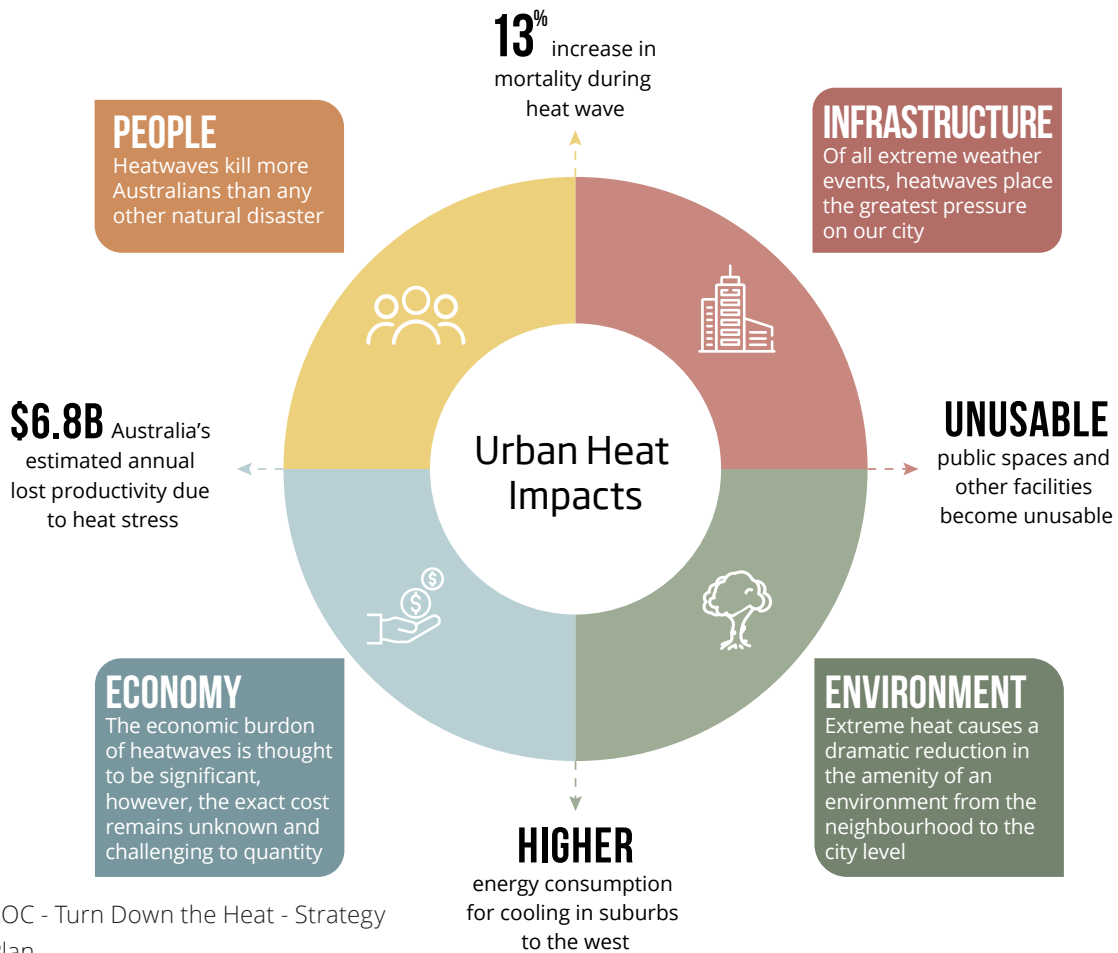 13%
increase in
mortality during
heat wave
PEOPLE
Heatwaves kill more
Australians than any
other natural disaster
INFRASTRUCTURE
Of all extreme weather
events, heatwaves place
the greatest pressure
on our city
$6.8B Australia's
estimated annual
lost productivity due
to heat stress
Urban Heat
Impacts
UNUSABLE
public spaces and
other facilities
become unusable
ECONOMY
The economic burdon
of heatwaves is thought
to be significant,
however, the exact cost
remains unknown and
challenging to quantity
ENVIRONMENT
Extreme heat causes a
dramatic reduction in
the amenity of an
environment from the
neighbourhood to the
city level
HIGHER
energy consumption
for cooling in suburbs
to the west
OC - Turn Down the Heat - Strategy
Plan